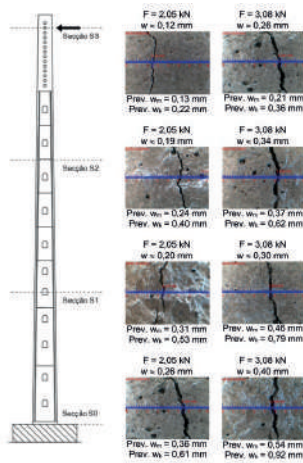 F = 2,05 kN
w ≈ 0,12 mm
Prev. wm = 0,13 mm
Prev. wk = 0,22 mm
F = 3,08 kN
w ≈ 0,26 mm
Prev. wm = 0,21 mm
Prev. wk = 0,36 mm
Secção S3
F = 2,05 kN
w ≈ 0,19 mm
Prev. wm = 0,24 mm
Prev. wk = 0,40 mm
F = 3,08 kN
w ≈ 0,34 mm
Prev. wm = 0,37 mm
Prev. wk = 0,62 mm
Secção S2
F = 2,05 kN
w ≈ 0,20 mm
Prev. wm = 0,31 mm
Prev. wk = 0,53 mm
F = 3,08 kN
w ≈ 0,30 mm
Prev. wm = 0,46 mm
Prev. wk = 0,79 mm
Secção S1
F = 2,05 kN
w ≈ 0,26 mm
Prev. wm = 0,36 mm
Prev. wk = 0,61 mm
F = 3,08 kN
w ≈ 0,40 mm
Prev. wm = 0,54 mm
Prev. wk = 0,92 mm
Secção S0